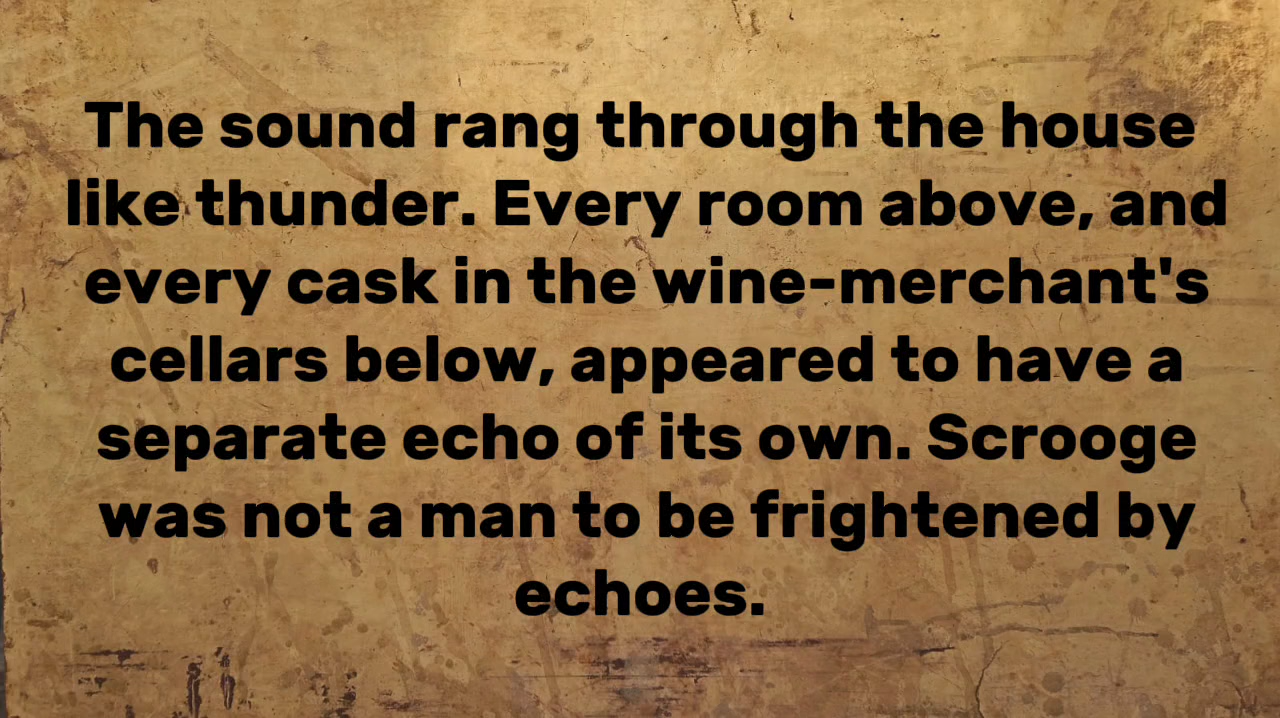 The sound rang through the house
like thunder. Every room above, and
every cask in the wine-merchant's
cellars below, appeared to have a
separate echo of its own. Scrooge
was not a man to be frightened by
echoes.